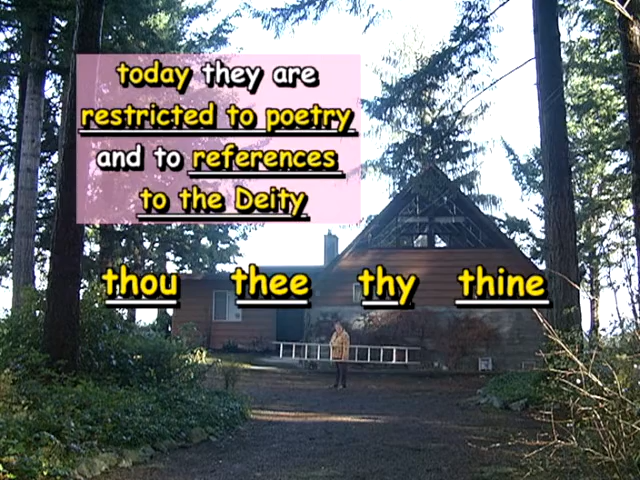 today they are
restricted to poetry
and to references
to the Deity
thou thee thy thine